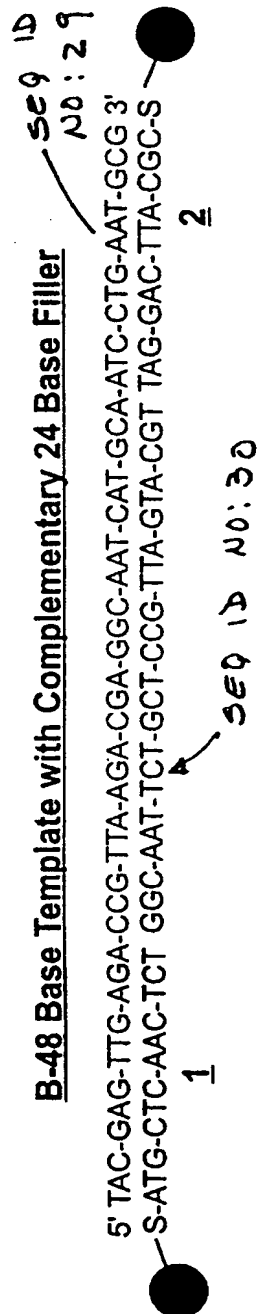 B-48 Base Template with Complementary 24 Base Filler
SEQ ID
NO: 29
5' TAC-GAG-TTG-AGA-CCG-TTA-AGA-CGA-GGC-AAT-CAT-GCA-ATC-CTG-AAT-GCG 3'
S-ATG-CTC-AAC-TCT GGC-AAT-TCT-GCT-CCG-TTA-GTA-CGT TAG-GAC-TTA-CGC-S
1
2
SEQ ID NO: 30